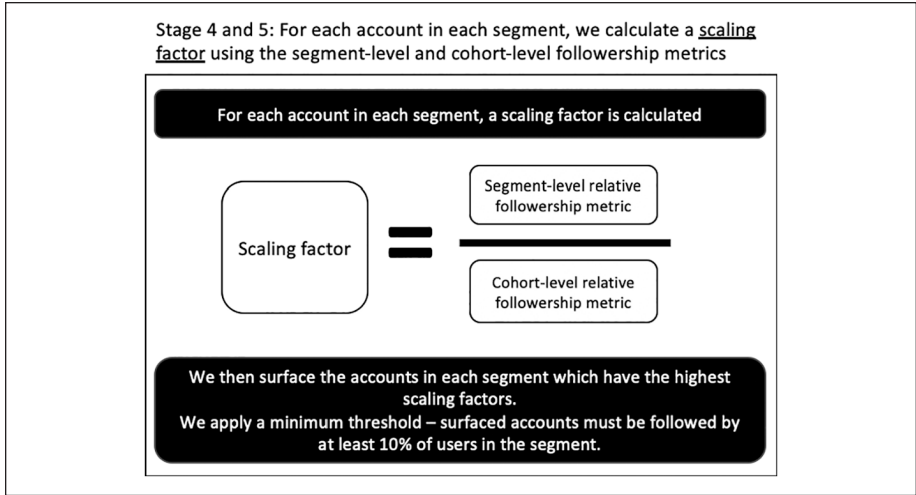 Stage 4 and 5: For each account in each segment, we calculate a scaling
factor using the segment-level and cohort-level followership metrics
For each account in each segment, a scaling factor is calculated
Scaling factor
=
Segment-level relative
followership metric
Cohort-level relative
followership metric
We then surface the accounts in each segment which have the highest
scaling factors.
We apply a minimum threshold – surfaced accounts must be followed by
at least 10% of users in the segment.